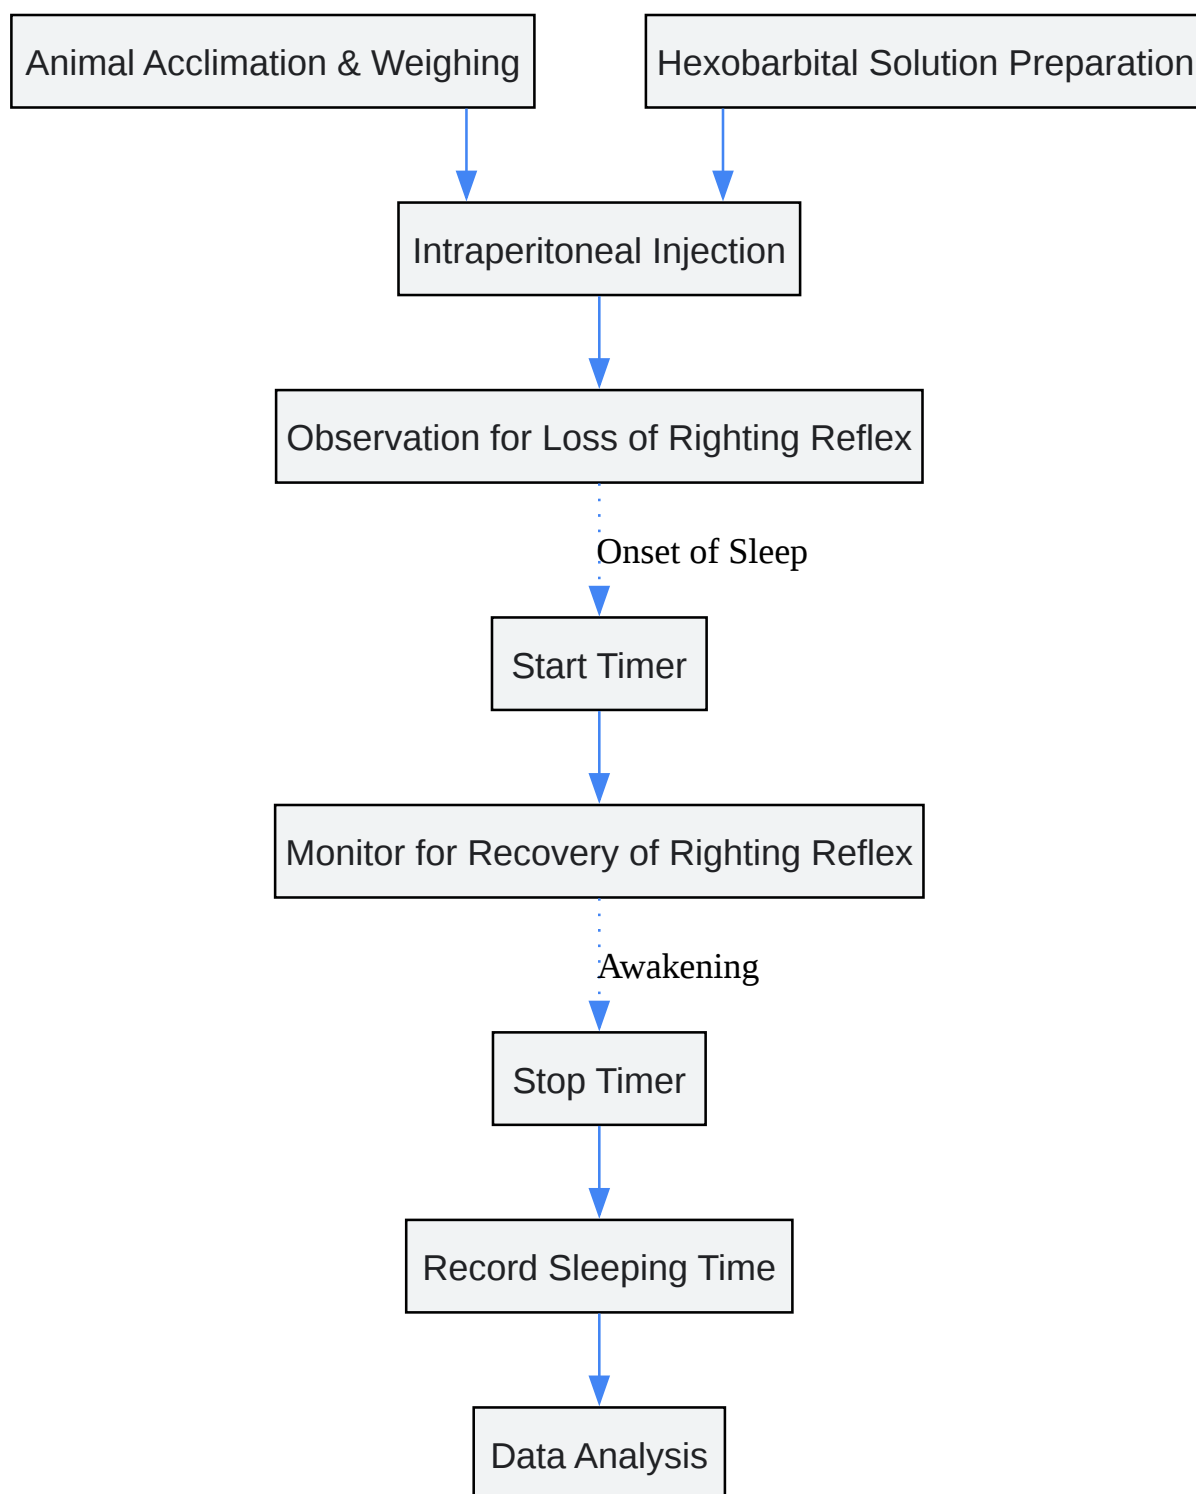 Animal Acclimation & Weighing
Hexobarbital Solution Preparation
Intraperitoneal Injection
Observation for Loss of Righting Reflex
Onset of Sleep
Start Timer
Monitor for Recovery of Righting Reflex
Awakening
Stop Timer
Record Sleeping Time
Data Analysis